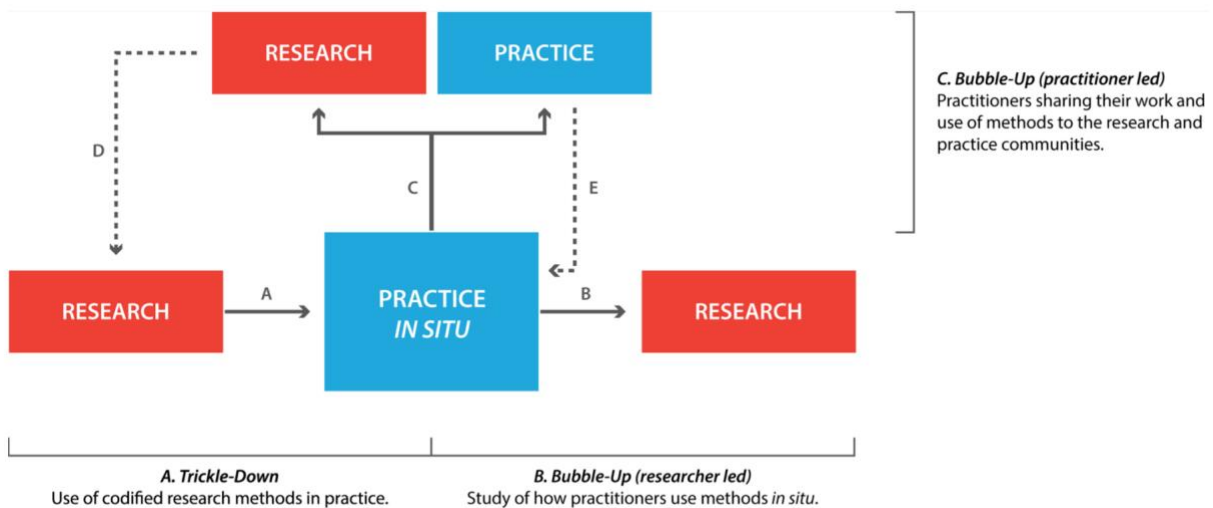 RESEARCH
PRACTICE
C. Bubble-Up (practitioner led)
Practitioners sharing their work and
use of methods to the research and
practice communities.
D
C
E
RESEARCH
A
PRACTICE
IN SITU
B
RESEARCH
A. Trickle-Down
Use of codified research methods in practice.
B. Bubble-Up (researcher led)
Study of how practitioners use methods in situ.